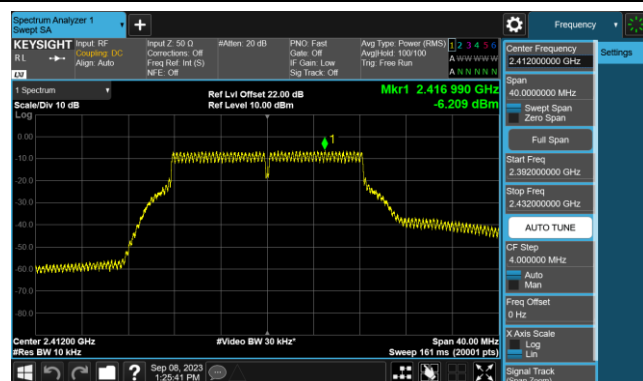 Spectrum Analyzer 1
Swept SA
Frequency
KEYSIGHT
Input: RF
Coupling: DC
Align: Auto
RL
LXI
Input Z: 50 Ω
Corrections: Off
Freq Ref: Int (S)
NFE: Off
#Atten: 20 dB
PNO: Fast
Gate: Off
IF Gain: Low
Sig Track: Off
Avg Type: Power (RMS)
Avg|Hold: 100/100
Trig: Free Run
1 2 3 4 5 6
A W W W W W
A N N N N N
Center Frequency
2.412000000 GHz
Settings
Span
40.0000000 MHz
Swept Span
Zero Span
Full Span
Start Freq
2.392000000 GHz
Stop Freq
2.432000000 GHz
AUTO TUNE
CF Step
4.000000 MHz
Auto
Man
Freq Offset
0 Hz
X Axis Scale
Log
Lin
Signal Track
(Span Zoom)
1 Spectrum
Scale/Div 10 dB
Log
Ref Lvl Offset 22.00 dB
Ref Level 10.00 dBm
Mkr1 2.416 990 GHz
-6.209 dBm
1
0.00
-10.0
-20.0
-30.0
-40.0
-50.0
-60.0
-70.0
-80.0
Center 2.41200 GHz
#Res BW 10 kHz
#Video BW 30 kHz*
Span 40.00 MHz
Sweep 161 ms (20001 pts)
?
Sep 08, 2023
1:25:41 PM